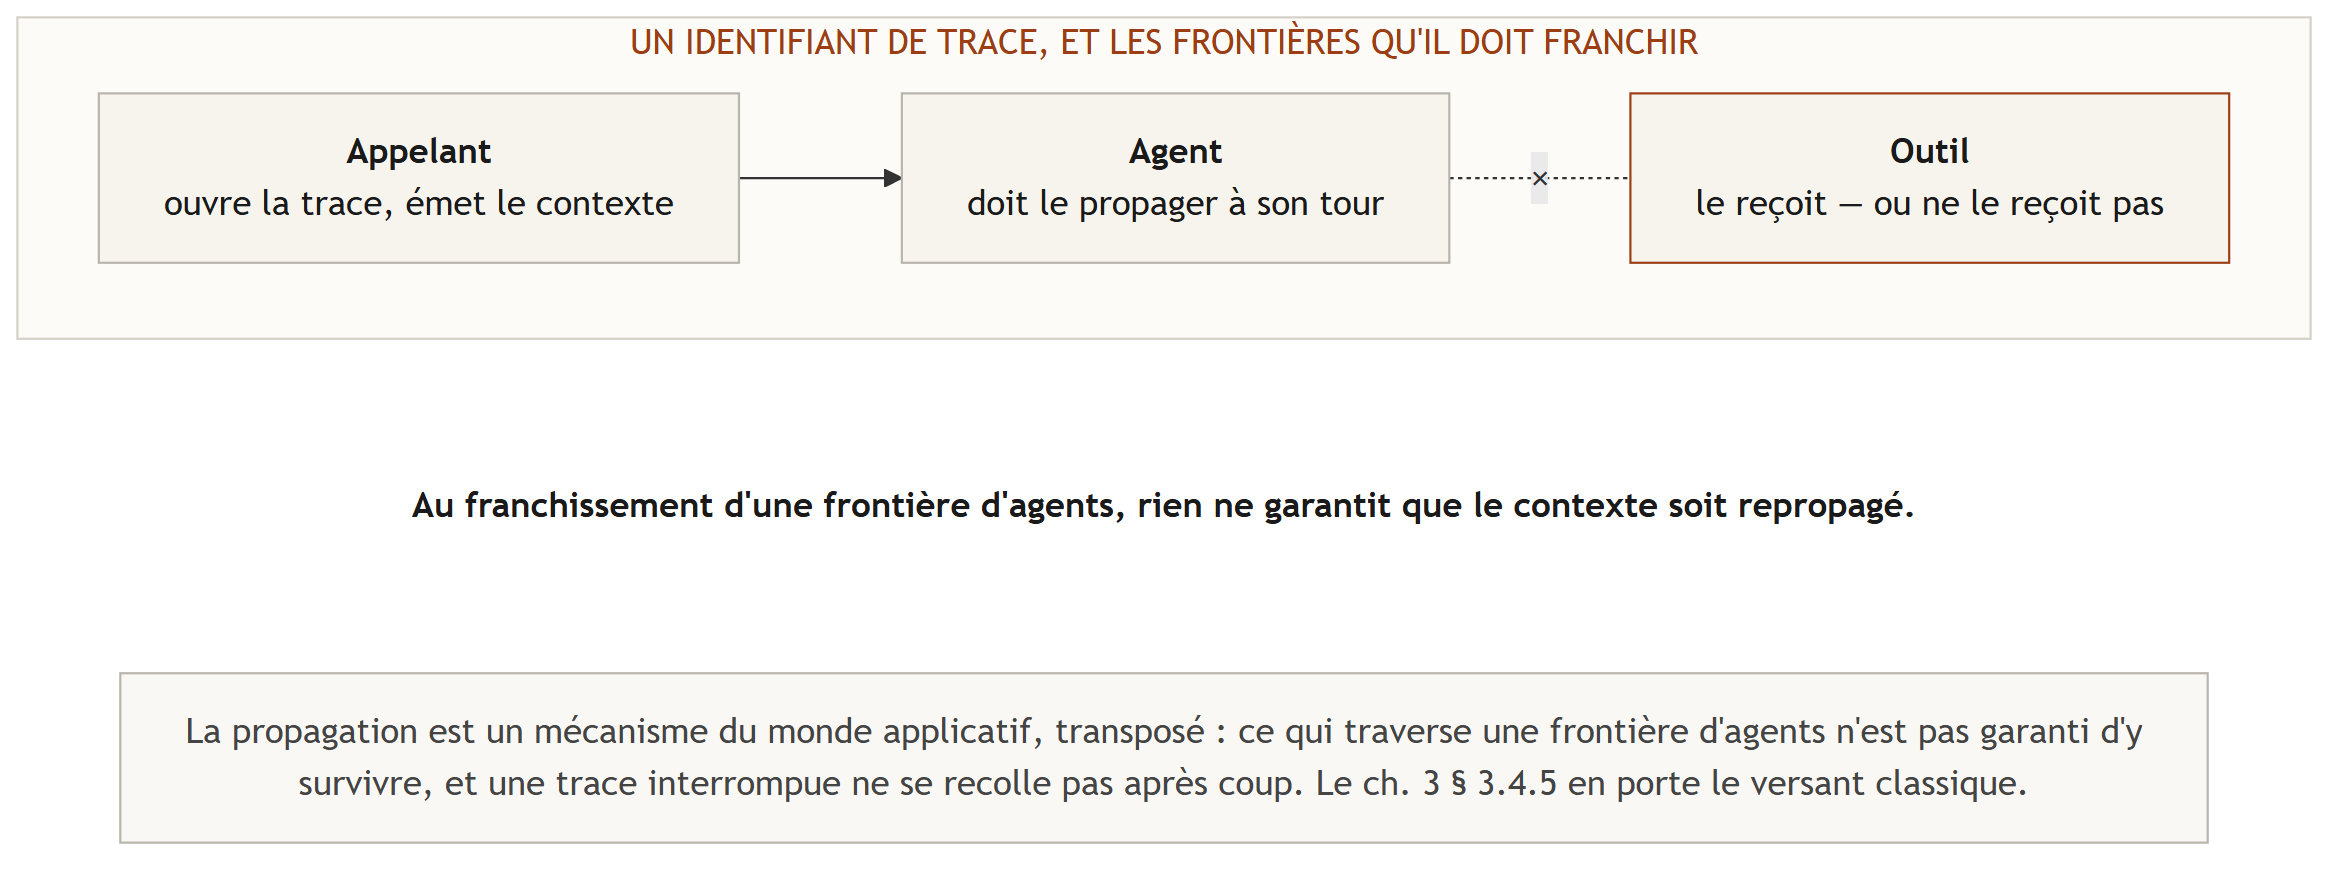 UN IDENTIFIANT DE TRACE, ET LES FRONTIÈRES QU'IL DOIT FRANCHIR
Appelant
ouvre la trace, émet le contexte
Agent
doit le propager à son tour
×
Outil
le reçoit — ou ne le reçoit pas
Au franchissement d'une frontière d'agents, rien ne garantit que le contexte soit repropagé.
La propagation est un mécanisme du monde applicatif, transposé : ce qui traverse une frontière d'agents n'est pas garanti d'y
survivre, et une trace interrompue ne se recolle pas après coup. Le ch. 3 § 3.4.5 en porte le versant classique.